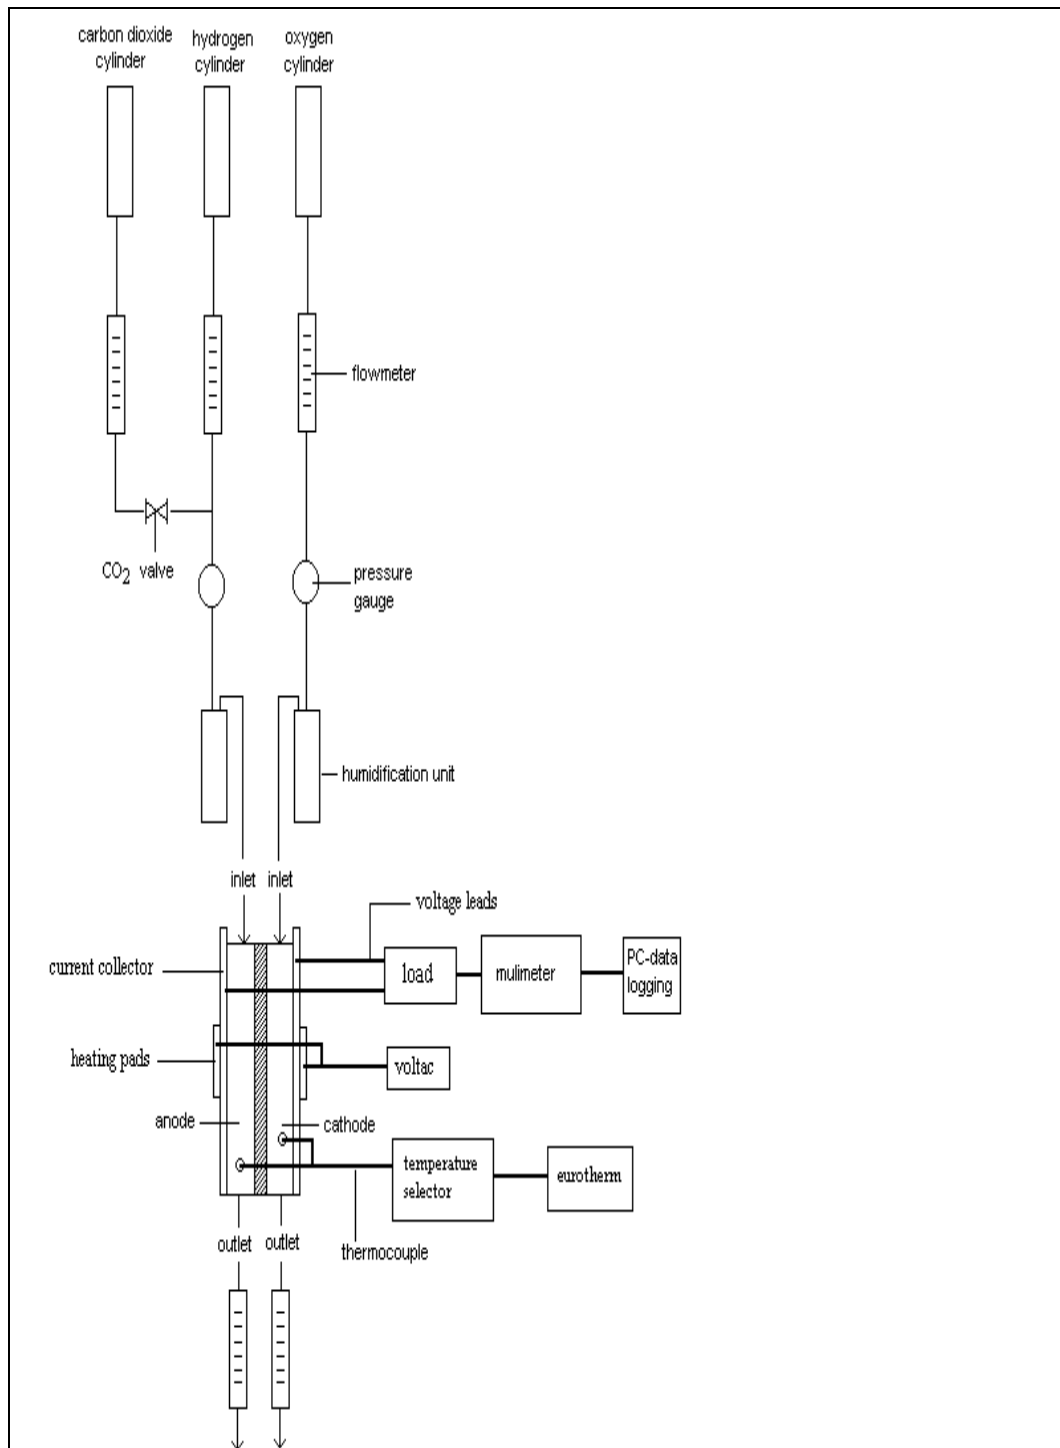 carbon dioxide
cylinder
hydrogen
cylinder
oxygen
cylinder
flowmeter
CO2 valve
pressure
gauge
humidification unit
inlet
inlet
voltage leads
current collector
load
mulimeter
PC-data
logging
heating pads
voltac
anode
cathode
temperature
selector
eurotherm
outlet
outlet
thermocouple